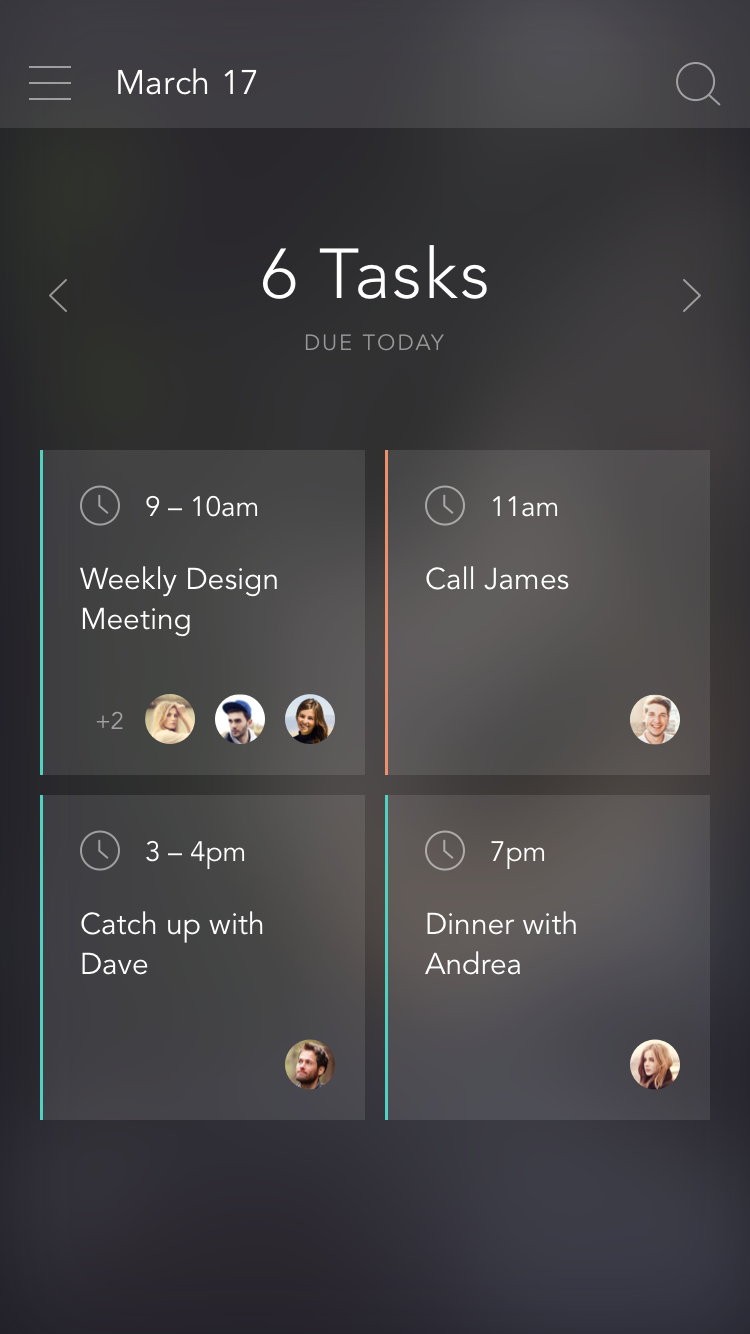 March 17
6 Tasks
DUE TODAY
9 – 10am
Weekly Design
Meeting
+2
11am
Call James
3 – 4pm
Catch up with
Dave
7pm
Dinner with
Andrea